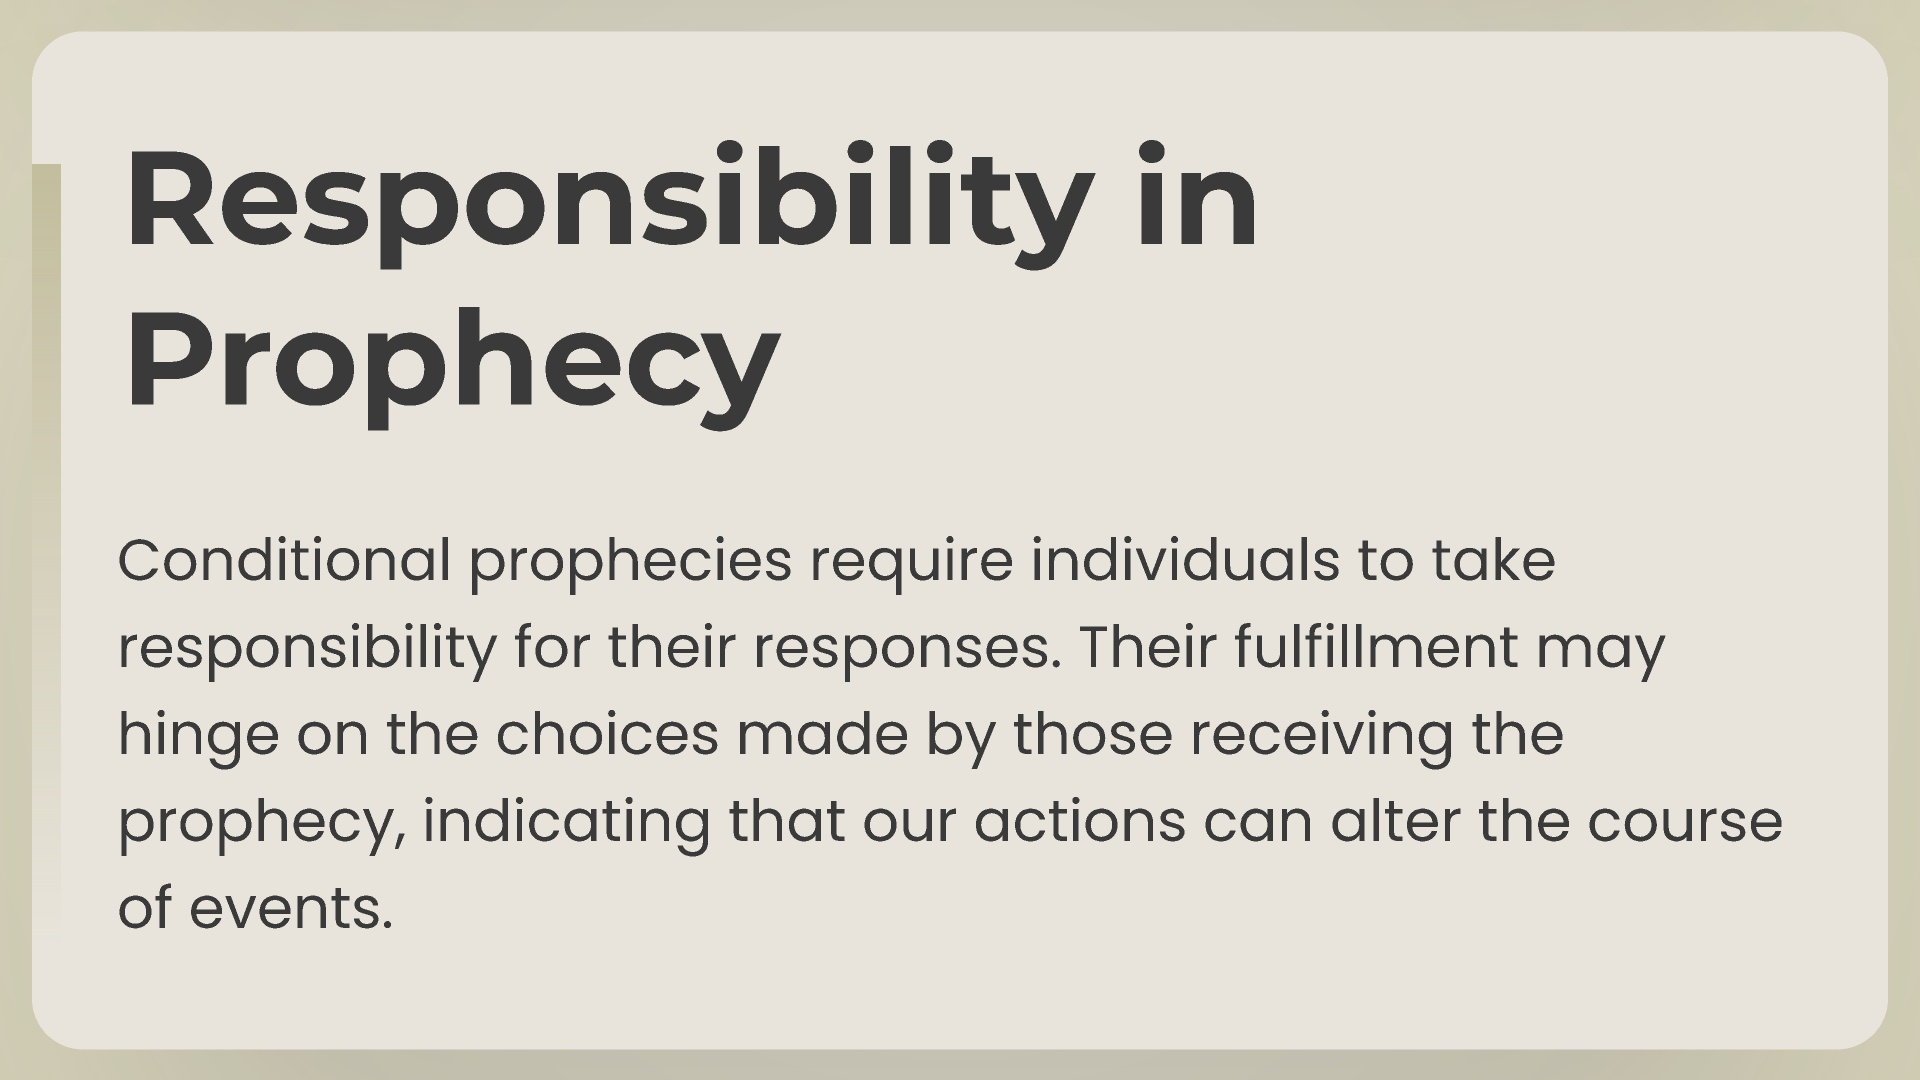 Responsibility in
Prophecy
Conditional prophecies require individuals to take
responsibility for their responses. Their fulfillment may
hinge on the choices made by those receiving the
prophecy, indicating that our actions can alter the course
of events.